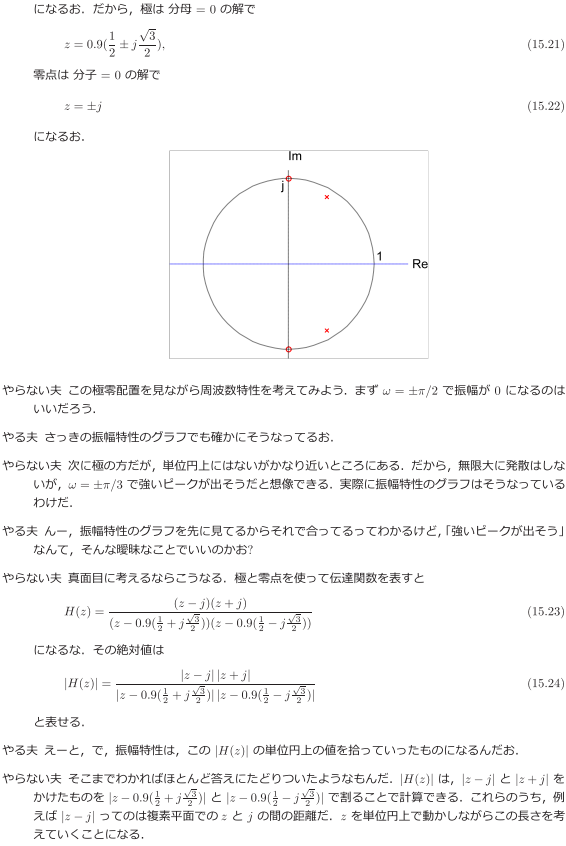 になるお．だから，極は 分母 = 0 の解で
z = 0.9(\frac{1}{2} ± j\frac{√3}{2}), (15.21)
零点は 分子 = 0 の解で
z = ±j (15.22)
になるお．
Im
j
1
Re
やらない夫 この極零配置を見ながら周波数特性を考えてみよう．まず ω = ±π/2 で振幅が 0 になるのは
いいだろう．
やる夫 さっきの振幅特性のグラフでも確かにそうなってるお．
やらない夫 次に極の方だが，単位円上にはないがかなり近いところにある．だから，無限大に発散はしな
いが，ω = ±π/3 で強いピークが出そうだと想像できる．実際に振幅特性のグラフはそうなっている
わけだ．
やる夫 んー，振幅特性のグラフを先に見てるからそれで合ってるってわかるけど，「強いピークが出そう」
なんて，そんな曖昧なことでいいのかお?
やらない夫 真面目に考えるならこうなる．極と零点を使って伝達関数を表すと
H(z) = \frac{(z − j)(z + j)}{(z − 0.9(\frac{1}{2} + j\frac{√3}{2}))(z − 0.9(\frac{1}{2} − j\frac{√3}{2}))} (15.23)
になるな．その絶対値は
|H(z)| = \frac{|z − j| |z + j|}{|z − 0.9(\frac{1}{2} + j\frac{√3}{2})| |z − 0.9(\frac{1}{2} − j\frac{√3}{2})|} (15.24)
と表せる．
やる夫 えーと，で，振幅特性は，この |H(z)| の単位円上の値を拾っていったものになるんだお．
やらない夫 そこまでわかればほとんど答えにたどりついたようなもんだ．|H(z)| は，|z − j| と |z + j| を
かけたものを |z − 0.9(\frac{1}{2} + j\frac{√3}{2})| と |z − 0.9(\frac{1}{2} − j\frac{√3}{2})| で割ることで計算できる．これらのうち，例
えば |z − j| ってのは複素平面での z と j の間の距離だ．z を単位円上で動かしながらこの長さを考
えていくことになる．